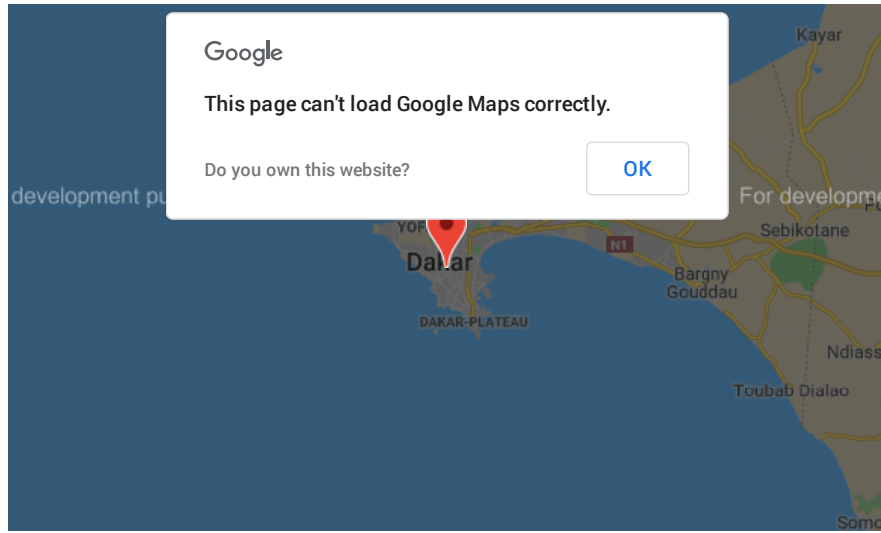 Google
This page can't load Google Maps correctly.
Do you own this website?
OK
Kayar
development pu
For developme
YOF
N1
Sebikotane
Dakar
Bargny
Gouddau
DAKAR-PLATEAU
Ndiass
Toubab Dialao
Somo